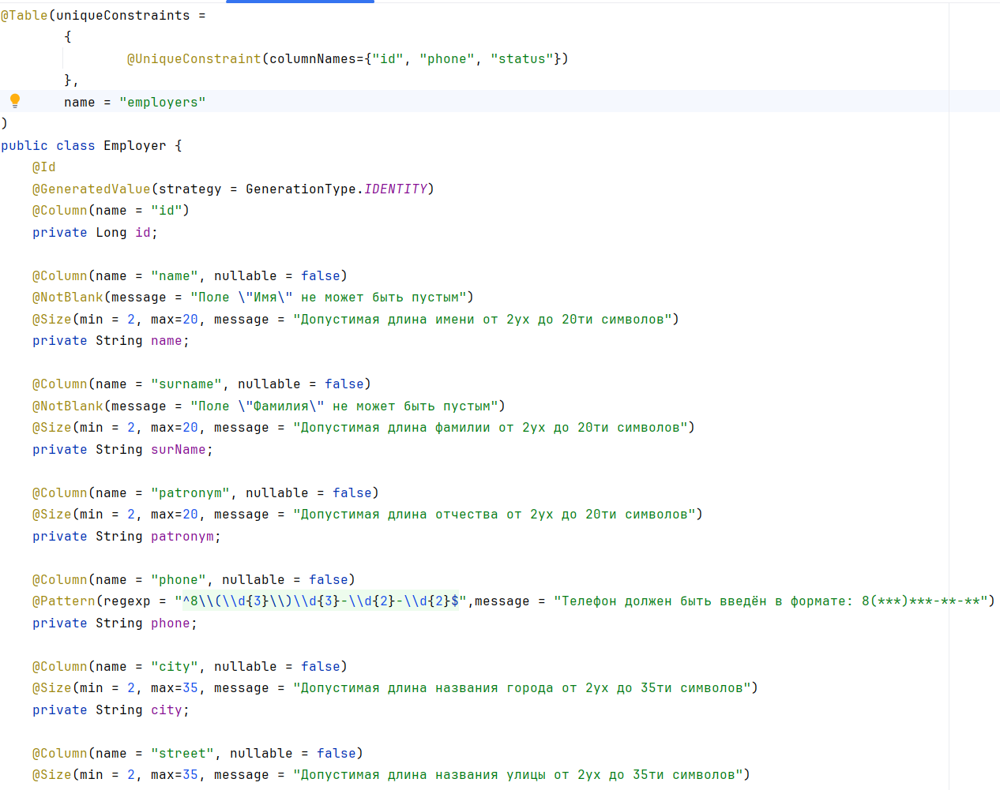 @Table(uniqueConstraints =
        {
                @UniqueConstraint(columnNames={"id", "phone", "status"})
        },
        name = "employers"
)
public class Employer {
    @Id
    @GeneratedValue(strategy = GenerationType.IDENTITY)
    @Column(name = "id")
    private Long id;

    @Column(name = "name", nullable = false)
    @NotBlank(message = "Поле \"Имя\" не может быть пустым")
    @Size(min = 2, max=20, message = "Допустимая длина имени от 2ух до 20ти символов")
    private String name;

    @Column(name = "surname", nullable = false)
    @NotBlank(message = "Поле \"Фамилия\" не может быть пустым")
    @Size(min = 2, max=20, message = "Допустимая длина фамилии от 2ух до 20ти символов")
    private String surName;

    @Column(name = "patronym", nullable = false)
    @Size(min = 2, max=20, message = "Допустимая длина отчества от 2ух до 20ти символов")
    private String patronym;

    @Column(name = "phone", nullable = false)
    @Pattern(regexp = "^8\\(\\d{3}\\)\\d{3}-\\d{2}-\\d{2}$",message = "Телефон должен быть введён в формате: 8(***)***-**-**")
    private String phone;

    @Column(name = "city", nullable = false)
    @Size(min = 2, max=35, message = "Допустимая длина названия города от 2ух до 35ти символов")
    private String city;

    @Column(name = "street", nullable = false)
    @Size(min = 2, max=35, message = "Допустимая длина названия улицы от 2ух до 35ти символов")